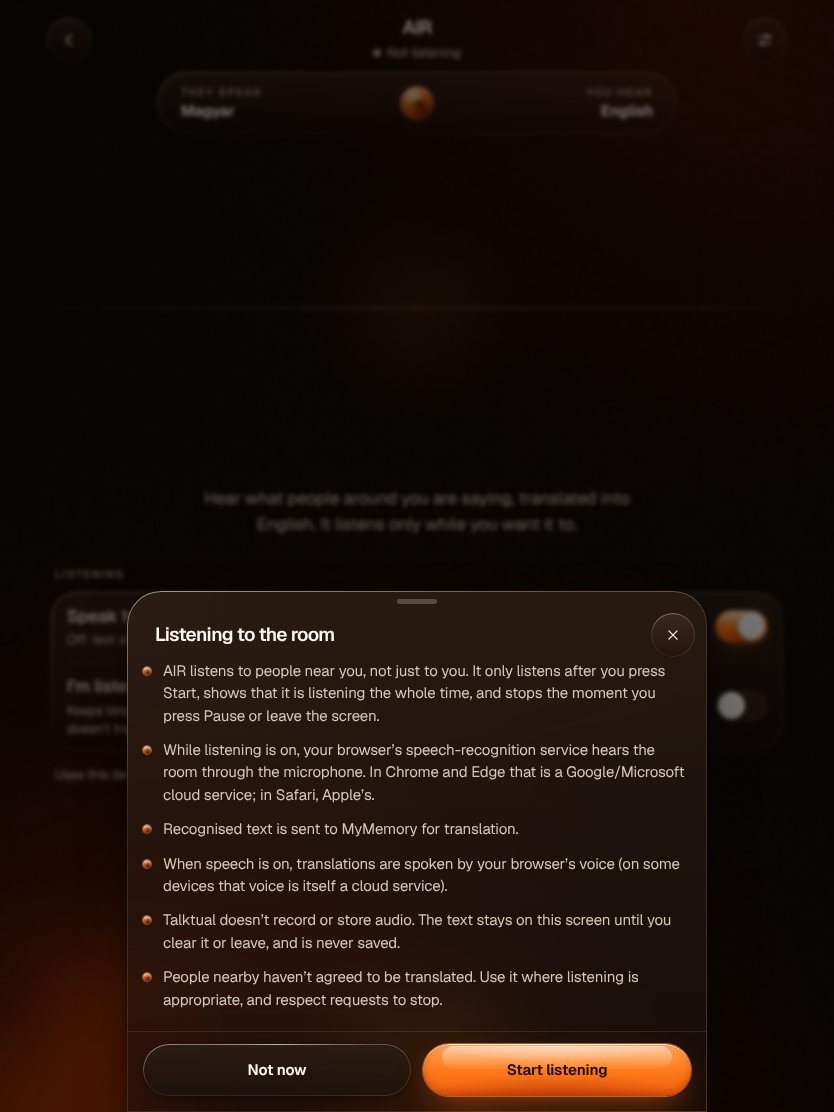 AIR
Not listening
THEY SPEAK
YOU HEAR
Magyar
English
Hear what people around you are saying, translated into
English. It listens only while you want it to.
LISTENING
Speak
Off: text
I'm
Keeps
doesn't
Uses this
Listening to the room
AIR listens to people near you, not just to you. It only listens after you press
Start, shows that it is listening the whole time, and stops the moment you
press Pause or leave the screen.
While listening is on, your browser’s speech-recognition service hears the
room through the microphone. In Chrome and Edge that is a Google/Microsoft
cloud service; in Safari, Apple’s.
Recognised text is sent to MyMemory for translation.
When speech is on, translations are spoken by your browser’s voice (on some
devices that voice is itself a cloud service).
Talktual doesn’t record or store audio. The text stays on this screen until you
clear it or leave, and is never saved.
People nearby haven’t agreed to be translated. Use it where listening is
appropriate, and respect requests to stop.
Not now
Start listening